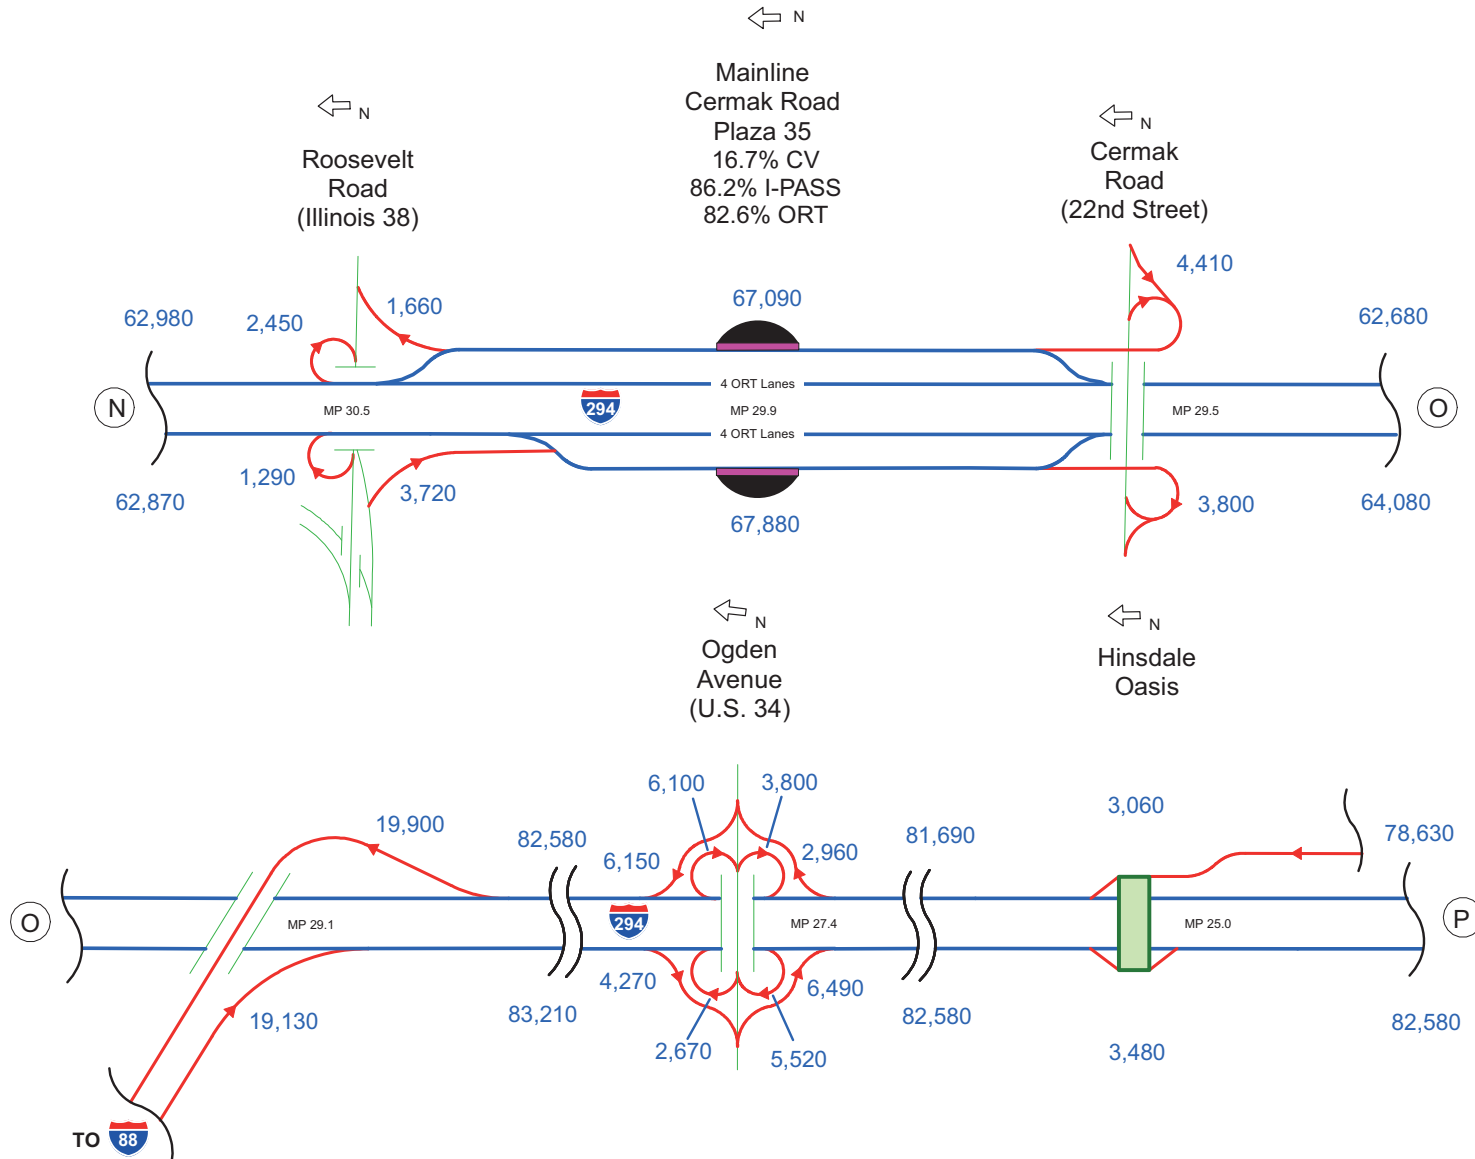 N
Mainline
Cermak Road
Plaza 35
16.7% CV
86.2% I-PASS
82.6% ORT
N
Roosevelt
Road
(Illinois 38)
N
Cermak
Road
(22nd Street)
62,980
2,450
1,660
67,090
4,410
62,680
4 ORT Lanes
N
MP 30.5
294
MP 29.9
MP 29.5
O
4 ORT Lanes
62,870
1,290
3,720
67,880
3,800
64,080
N
Ogden
Avenue
(U.S. 34)
N
Hinsdale
Oasis
19,900
82,580
6,150
6,100
3,800
2,960
81,690
3,060
78,630
O
MP 29.1
294
MP 27.4
MP 25.0
P
19,130
83,210
4,270
2,670
5,520
6,490
82,580
3,480
82,580
TO 88